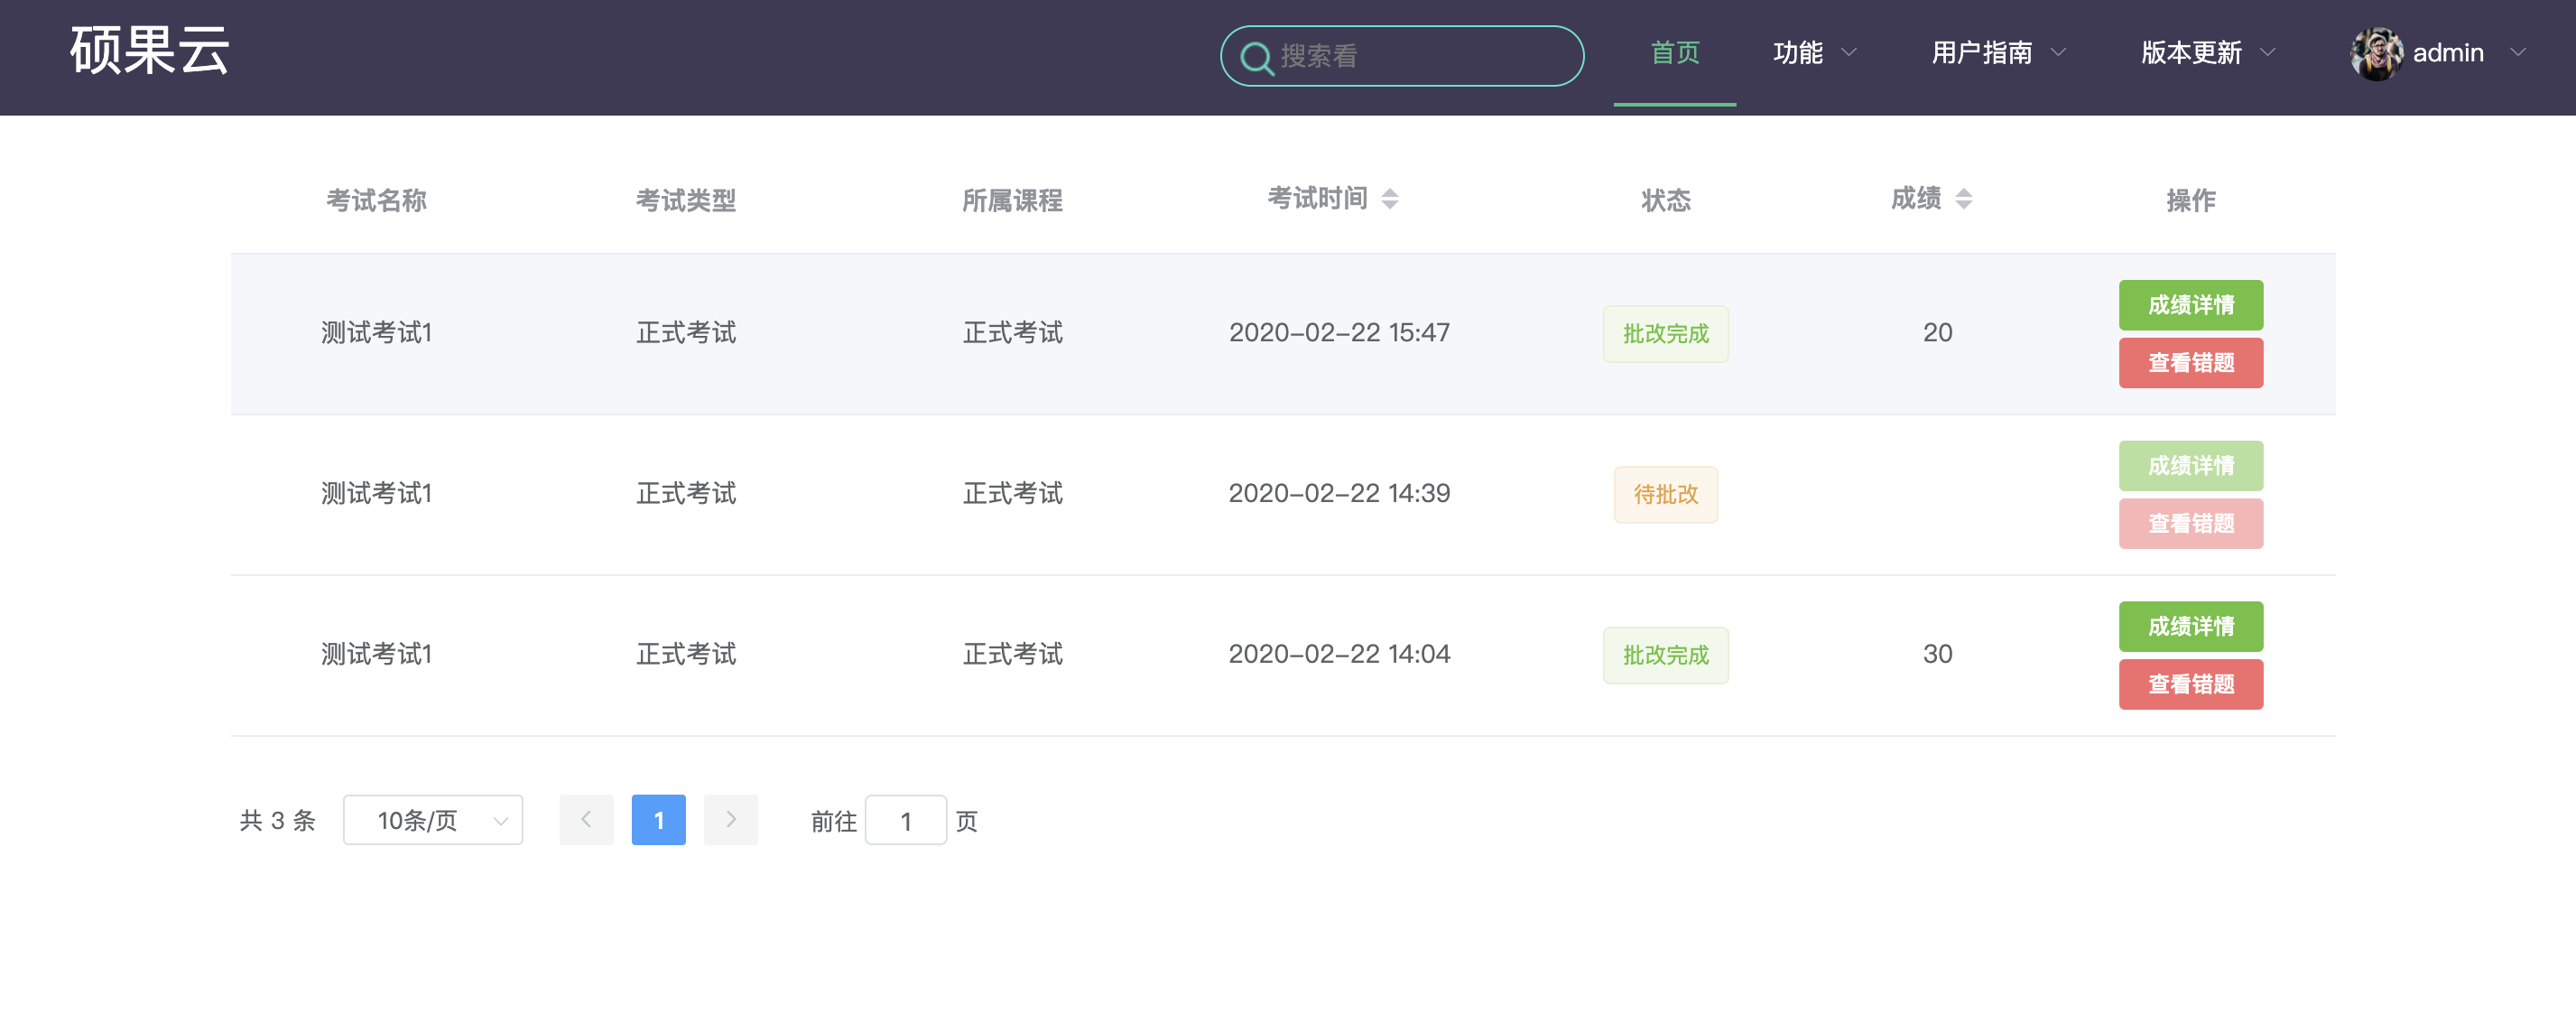 硕果云
搜索看
首页
功能
用户指南
版本更新
admin
考试名称 考试类型 所属课程 考试时间 状态 成绩 操作
测试考试1 正式考试 正式考试 2020-02-22 15:47 批改完成 20 成绩详情
查看错题
测试考试1 正式考试 正式考试 2020-02-22 14:39 待批改 成绩详情
查看错题
测试考试1 正式考试 正式考试 2020-02-22 14:04 批改完成 30 成绩详情
查看错题
共 3 条 10条/页 1 前往 1 页